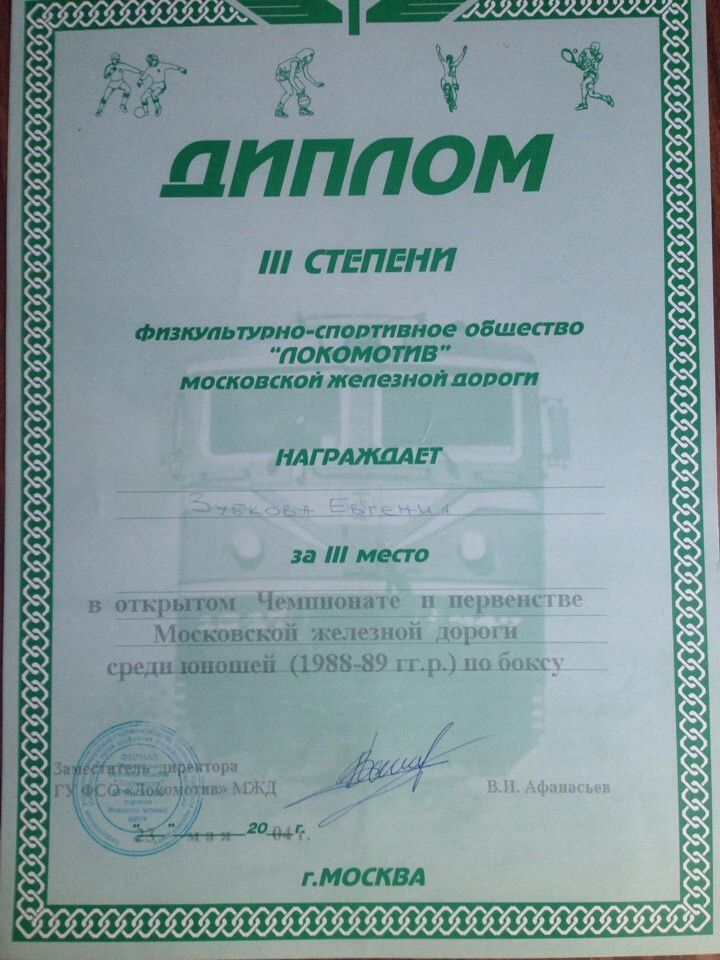 ДИПЛОМ
III СТЕПЕНИ
ФИЗКУЛЬТУРНО-СПОРТИВНОЕ ОБЩЕСТВО
"ЛОКОМОТИВ"
МОСКОВСКОЙ ЖЕЛЕЗНОЙ ДОРОГИ
НАГРАЖДАЕТ
Зубкова Евгения
за III место
в открытом Чемпионате и первенстве
Московской железной дороги
среди юношей (1988-89 гг.р.) по боксу
Заместитель директора
ГУ ФСО «Локомотив» МЖД
В.И. Афанасьев
"23" мая 2004 г.
г.МОСКВА